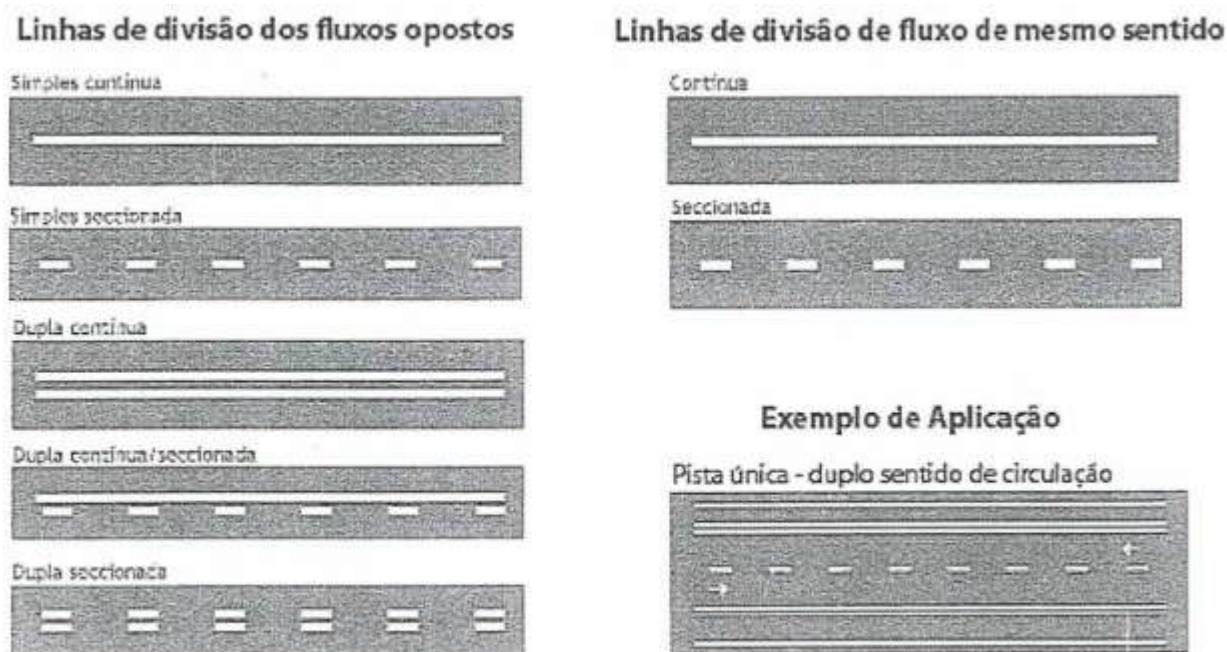 Linhas de divisão dos fluxos opostos
Simples contínua
Simples seccionada
Dupla contínua
Dupla contínua/seccionada
Dupla seccionada
Linhas de divisão de fluxo de mesmo sentido
Contínua
Seccionada
Exemplo de Aplicação
Pista única - duplo sentido de circulação